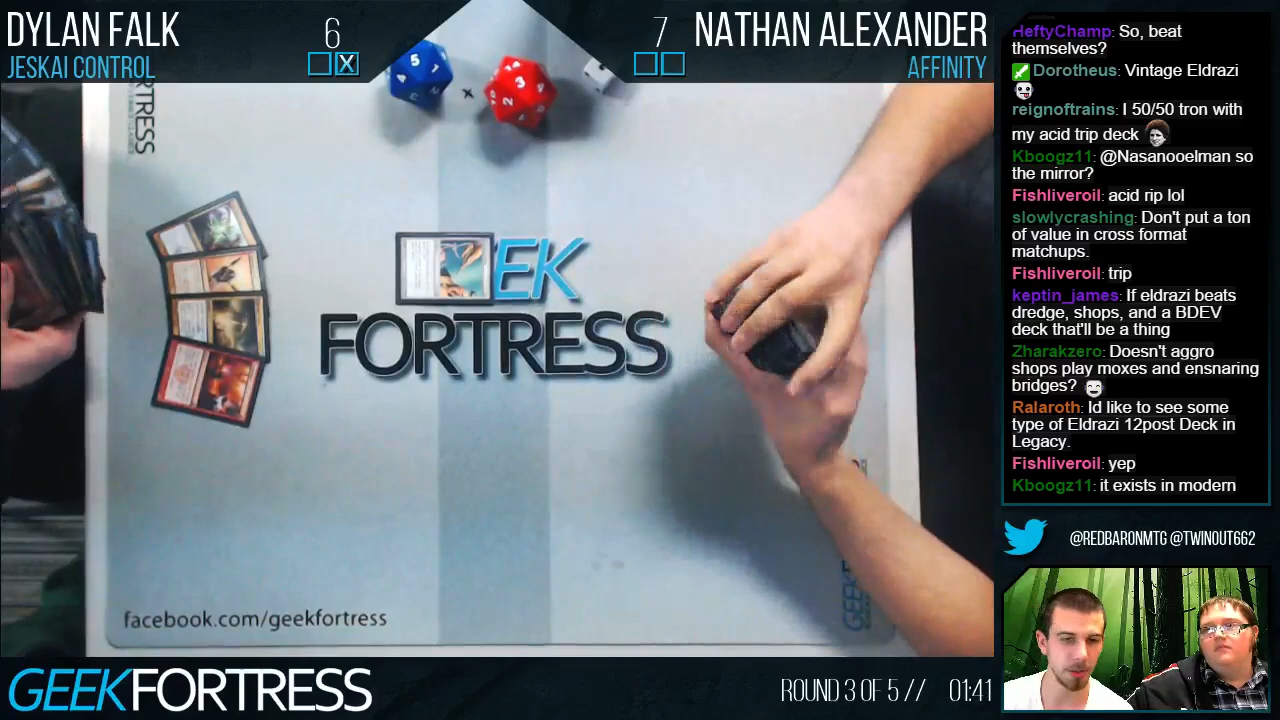 DYLAN FALK
6
JESKAI CONTROL
X
7
NATHAN ALEXANDER
AFFINITY
FORTRESS
EK
FORTRESS
GEEK
facebook.com/geekfortress
GEEKFORTRESS
ROUND 3 OF 5 // 01:41
HeftyChamp: So, beat
themselves?
Dorotheus: Vintage Eldrazi
reignoftrains: I 50/50 tron with
my acid trip deck
Kboogz11: @Nasanooelman so
the mirror?
Fishliveroil: acid rip lol
slowlycrashing: Don't put a ton
of value in cross format
matchups.
Fishliveroil: trip
keptin_james: If eldrazi beats
dredge, shops, and a BDEV
deck that'll be a thing
Zharakzero: Doesn't aggro
shops play moxes and ensnaring
bridges?
Ralaroth: Id like to see some
type of Eldrazi 12post Deck in
Legacy.
Fishliveroil: yep
Kboogz11: it exists in modern
@REDBARONMTG @TWINOUT662